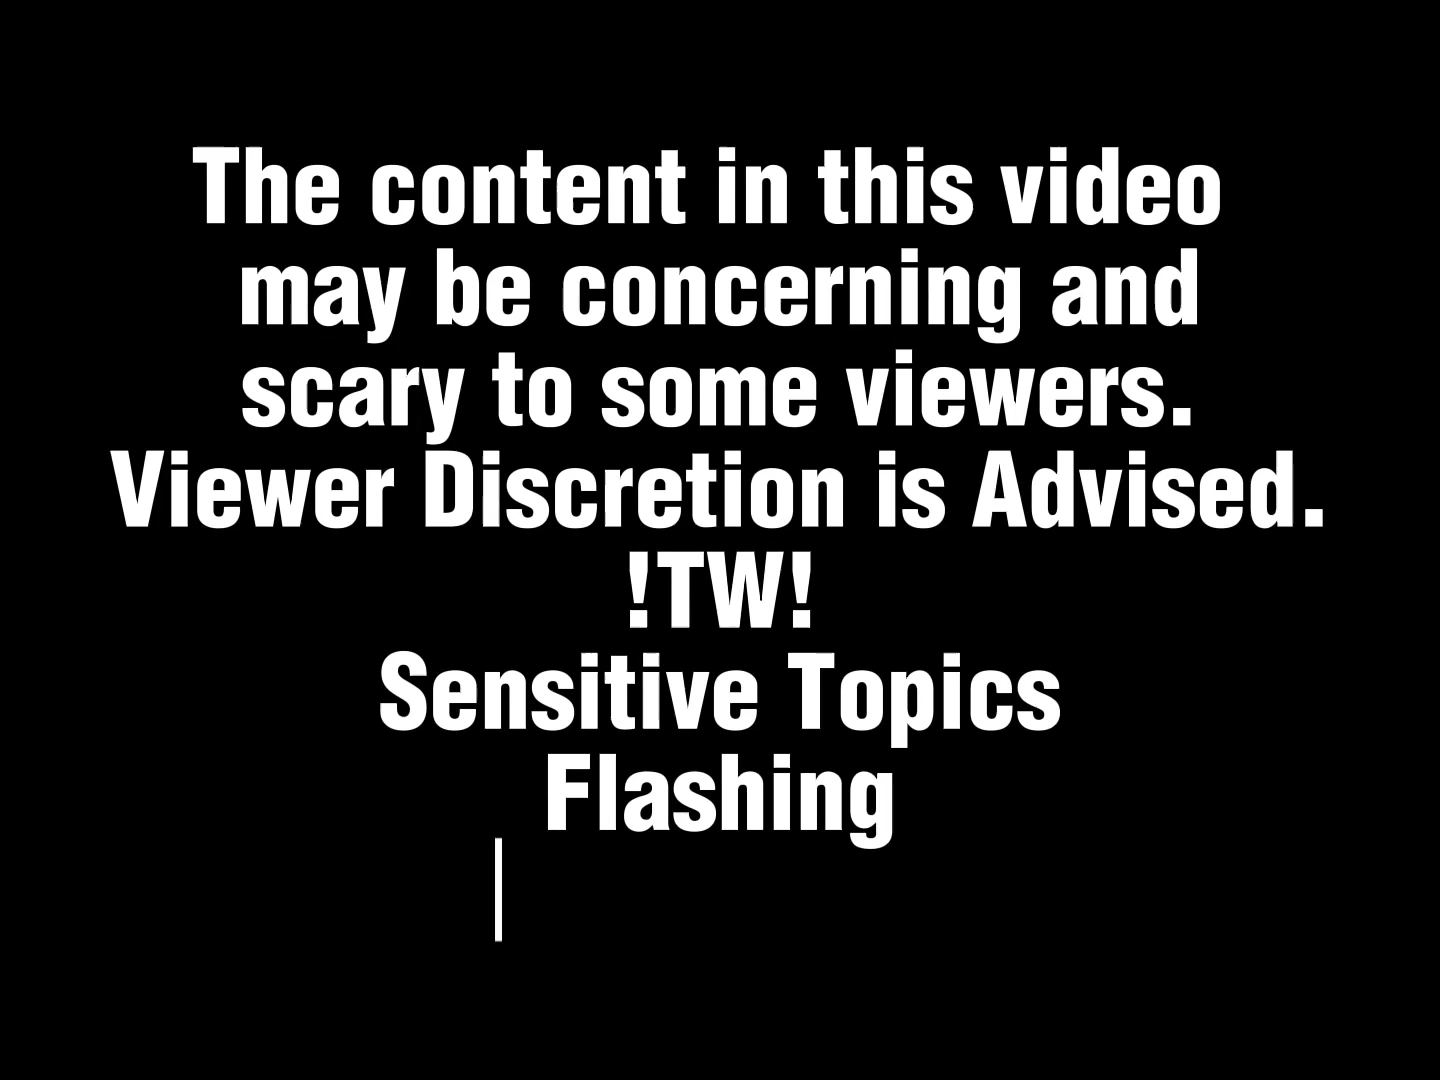 The content in this video
may be concerning and
scary to some viewers.
Viewer Discretion is Advised.
!TW!
Sensitive Topics
Flashing